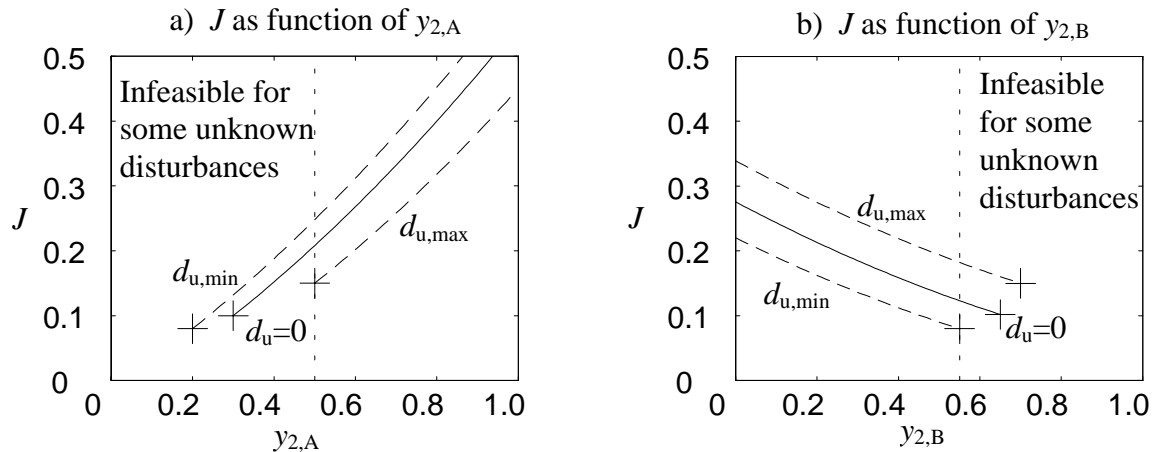 a) J as function of y2,A
0.5
0.4
0.3
0.2
0.1
0
J
Infeasible for
some unknown
disturbances
du,min
du,max
du=0
0 0.2 0.4 0.6 0.8 1.0
y2,A
b) J as function of y2,B
0.5
0.4
0.3
0.2
0.1
0
J
Infeasible
for some
unknown
disturbances
du,max
du,min
du=0
0 0.2 0.4 0.6 0.8 1.0
y2,B